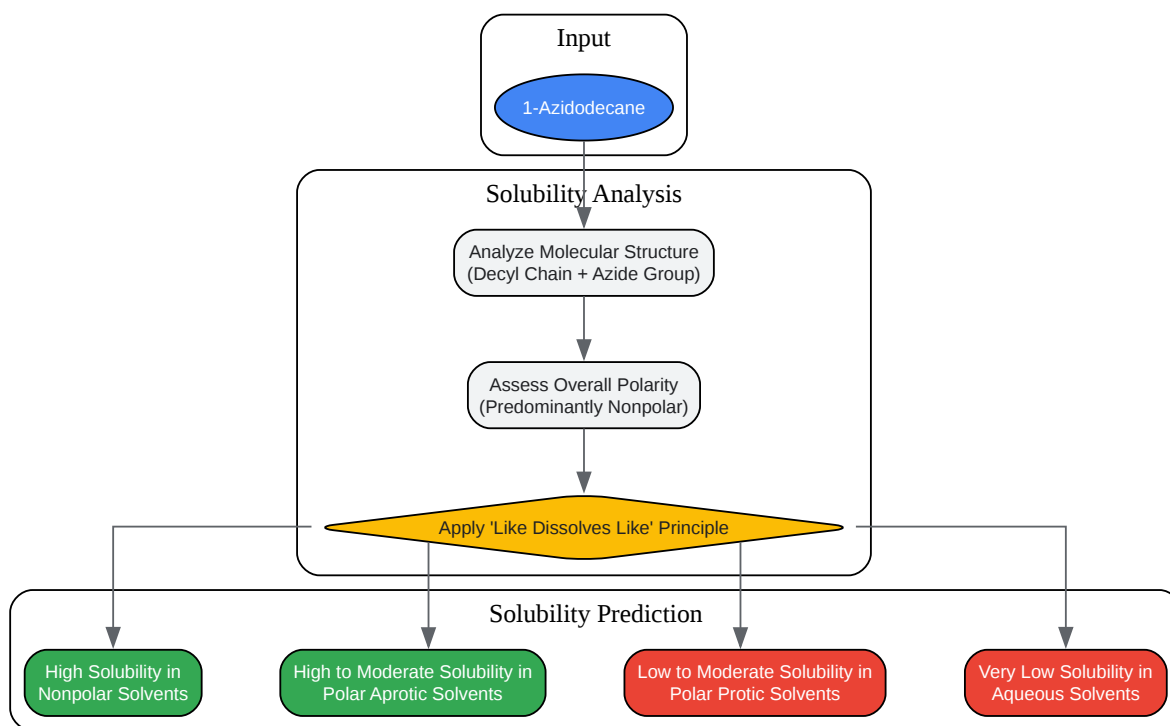 Input
1-Azidodecane
Solubility Analysis
Analyze Molecular Structure
(Decyl Chain + Azide Group)
Assess Overall Polarity
(Predominantly Nonpolar)
Apply 'Like Dissolves Like' Principle
Solubility Prediction
High Solubility in
Nonpolar Solvents
High to Moderate Solubility in
Polar Aprotic Solvents
Low to Moderate Solubility in
Polar Protic Solvents
Very Low Solubility in
Aqueous Solvents